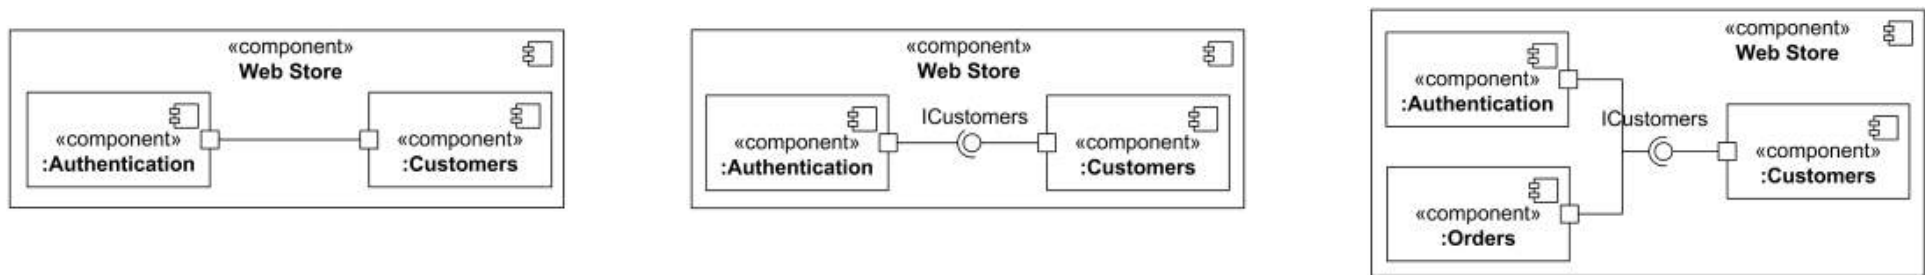 «component»
Web Store
«component»
:Authentication
«component»
:Customers
«component»
Web Store
ICustomers
«component»
:Authentication
«component»
:Customers
«component»
Web Store
«component»
:Authentication
ICustomers
«component»
:Customers
«component»
:Orders